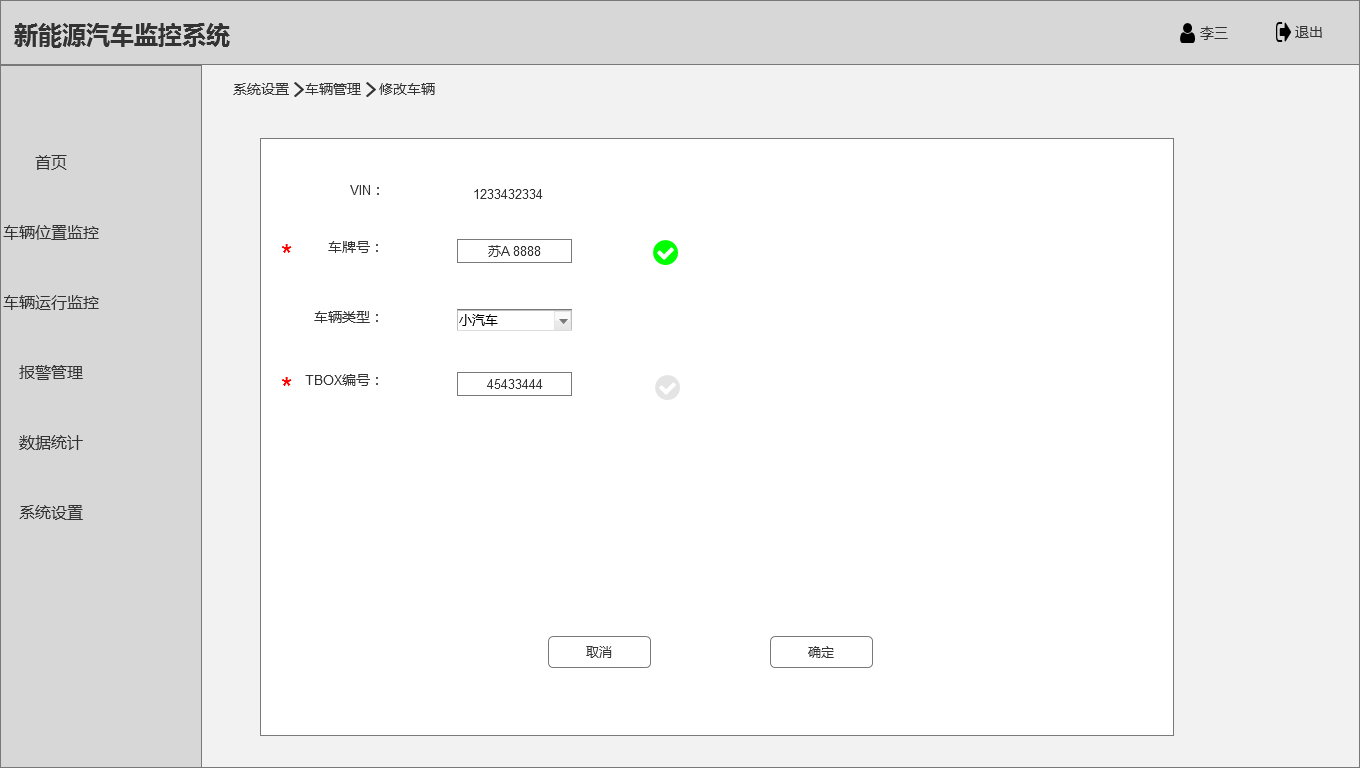 新能源汽车监控系统
李三
退出
系统设置 车辆管理 修改车辆
首页
车辆位置监控
车辆运行监控
报警管理
数据统计
系统设置
VIN：
1233432334
* 车牌号：
苏A 8888
车辆类型：
小汽车
* TBOX编号：
45433444
取消
确定